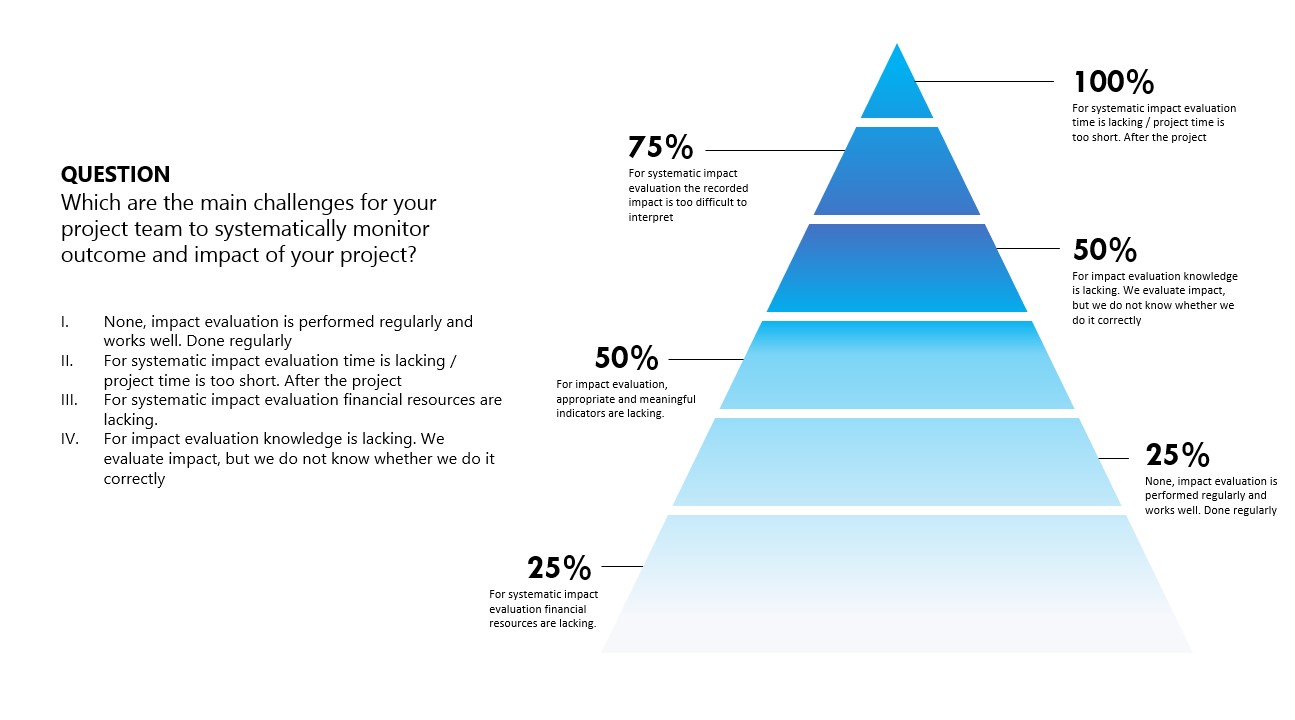 QUESTION
Which are the main challenges for your
project team to systematically monitor
outcome and impact of your project?
I. None, impact evaluation is performed regularly and
works well. Done regularly
II. For systematic impact evaluation time is lacking /
project time is too short. After the project
III. For systematic impact evaluation financial resources are
lacking.
IV. For impact evaluation knowledge is lacking. We
evaluate impact, but we do not know whether we do it
correctly
100%
For systematic impact evaluation
time is lacking / project time is
too short. After the project
75%
For systematic impact
evaluation the recorded
impact is too difficult to
interpret
50%
For impact evaluation knowledge
is lacking. We evaluate impact,
but we do not know whether we
do it correctly
50%
For impact evaluation,
appropriate and meaningful
indicators are lacking.
25%
None, impact evaluation is
performed regularly and
works well. Done regularly
25%
For systematic impact
evaluation financial
resources are lacking.